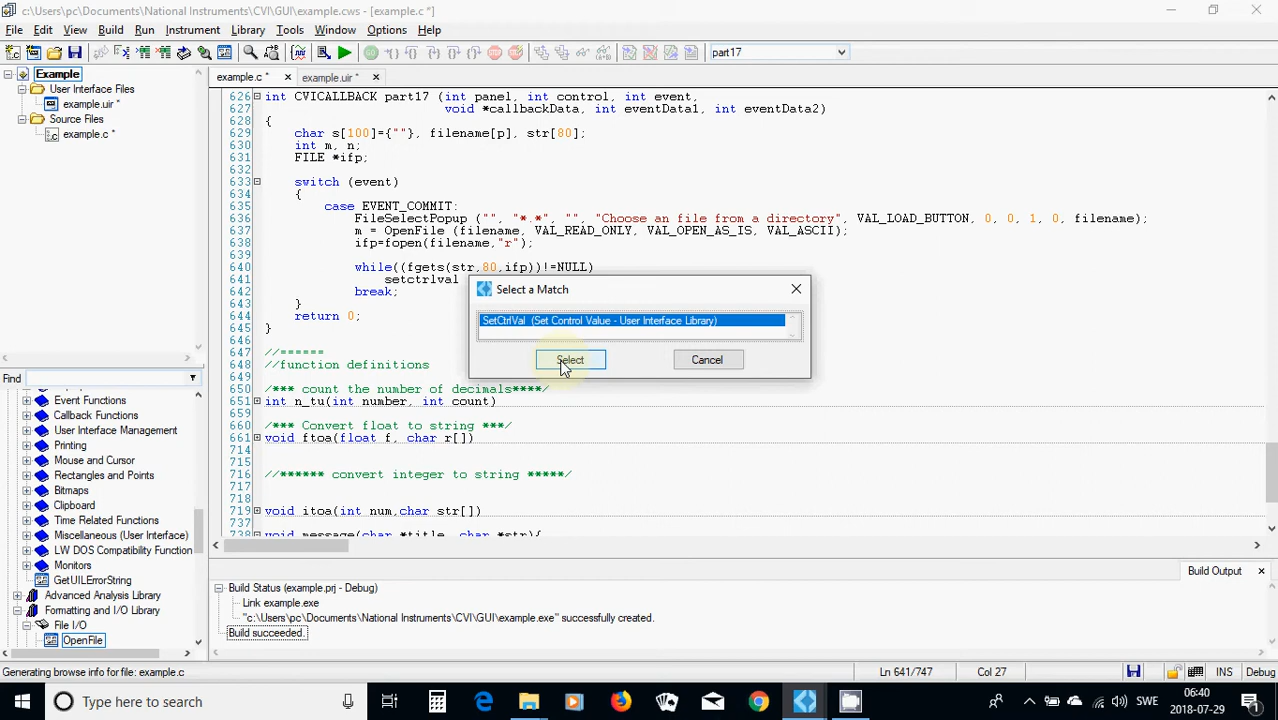 c:\Users\pc\Documents\National Instruments\CVI\GUI\example.cws - [example.c *]
File Edit View Build Run Instrument Library Tools Window Options Help
part17
Example
User Interface Files
example.uir *
Source Files
example.c *
example.c * example.uir *
626 int CVICALLBACK part17 (int panel, int control, int event,
627 void *callbackData, int eventData1, int eventData2)
628 {
629 char s[100]={""}, filename[p], str[80];
630 int m, n;
631 FILE *ifp;
632
633 switch (event)
634 {
635 case EVENT_COMMIT:
636 FileSelectPopup ("", "*.*", "", "Choose an file from a directory", VAL_LOAD_BUTTON, 0, 0, 1, 0, filename);
637 m = OpenFile (filename, VAL_READ_ONLY, VAL_OPEN_AS_IS, VAL_ASCII);
638 ifp=fopen(filename,"r");
639
640 while((fgets(str,80,ifp))!=NULL)
641 setctrlval
642 break;
643 }
644 return 0;
645 }
646
647 //======
648 //function definitions
649
650 /*** count the number of decimals****/
651 int n_tu(int number, int count)
659
660 /*** Convert float to string ***/
661 void ftoa(float f, char r[])
714
715
716 //****** convert integer to string *****/
717
718
719 void itoa(int num,char str[])
737
738 void message(char *title, char *str){
Select a Match
SetCtrlVal (Set Control Value - User Interface Library)
Select Cancel
Find
Event Functions
Callback Functions
User Interface Management
Printing
Mouse and Cursor
Rectangles and Points
Bitmaps
Clipboard
Time Related Functions
Miscellaneous (User Interface)
LW DOS Compatibility Function
Monitors
GetUILErrorString
Advanced Analysis Library
Formatting and I/O Library
File I/O
OpenFile
Build Output
Build Status (example.prj - Debug)
Link example.exe
"c:\Users\pc\Documents\National Instruments\CVI\GUI\example.exe" successfully created.
Build succeeded.
Generating browse info for file: example.c
Ln 641/747 Col 27 INS Debug
Type here to search
SWE
06:40
2018-07-29